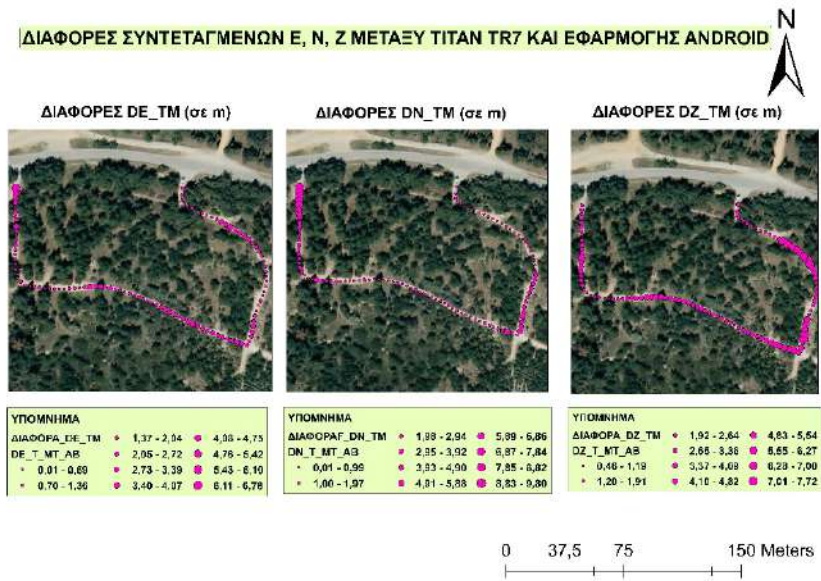 N
ΔΙΑΦΟΡΕΣ ΣΥΝΤΕΤΑΓΜΕΝΩΝ Ε, Ν, Ζ ΜΕΤΑΞΥ TITAN TR7 ΚΑΙ ΕΦΑΡΜΟΓΗΣ ANDROID
ΔΙΑΦΟΡΕΣ DE_TM (σε m)
ΥΠΟΜΝΗΜΑ
ΔΙΑΦΟΡΑ_DE_TM 1,37 - 2,04 4,08 - 4,75
DE_T_MT_AB 2,05 - 2,72 4,76 - 5,42
0,01 - 0,69 2,73 - 3,39 5,43 - 6,10
0,70 - 1,36 3,40 - 4,07 6,11 - 6,78
ΔΙΑΦΟΡΕΣ DN_TM (σε m)
ΥΠΟΜΝΗΜΑ
1,98 - 2,94 5,89 - 6,86
DN_T_MT_AB 2,95 - 3,92 6,87 - 7,84
0,01 - 0,99 3,93 - 4,90 7,85 - 8,82
1,00 - 1,97 4,91 - 5,88 8,83 - 9,80
ΔΙΑΦΟΡΕΣ DZ_TM (σε m)
ΥΠΟΜΝΗΜΑ
ΔΙΑΦΟΡΑ_DZ_TM 1,92 - 2,64 4,83 - 5,54
DZ_T_MT_AB 2,65 - 3,36 5,55 - 6,27
0,46 - 1,19 3,37 - 4,09 6,28 - 7,00
1,20 - 1,91 4,10 - 4,82 7,01 - 7,72
0 37,5 75 150 Meters